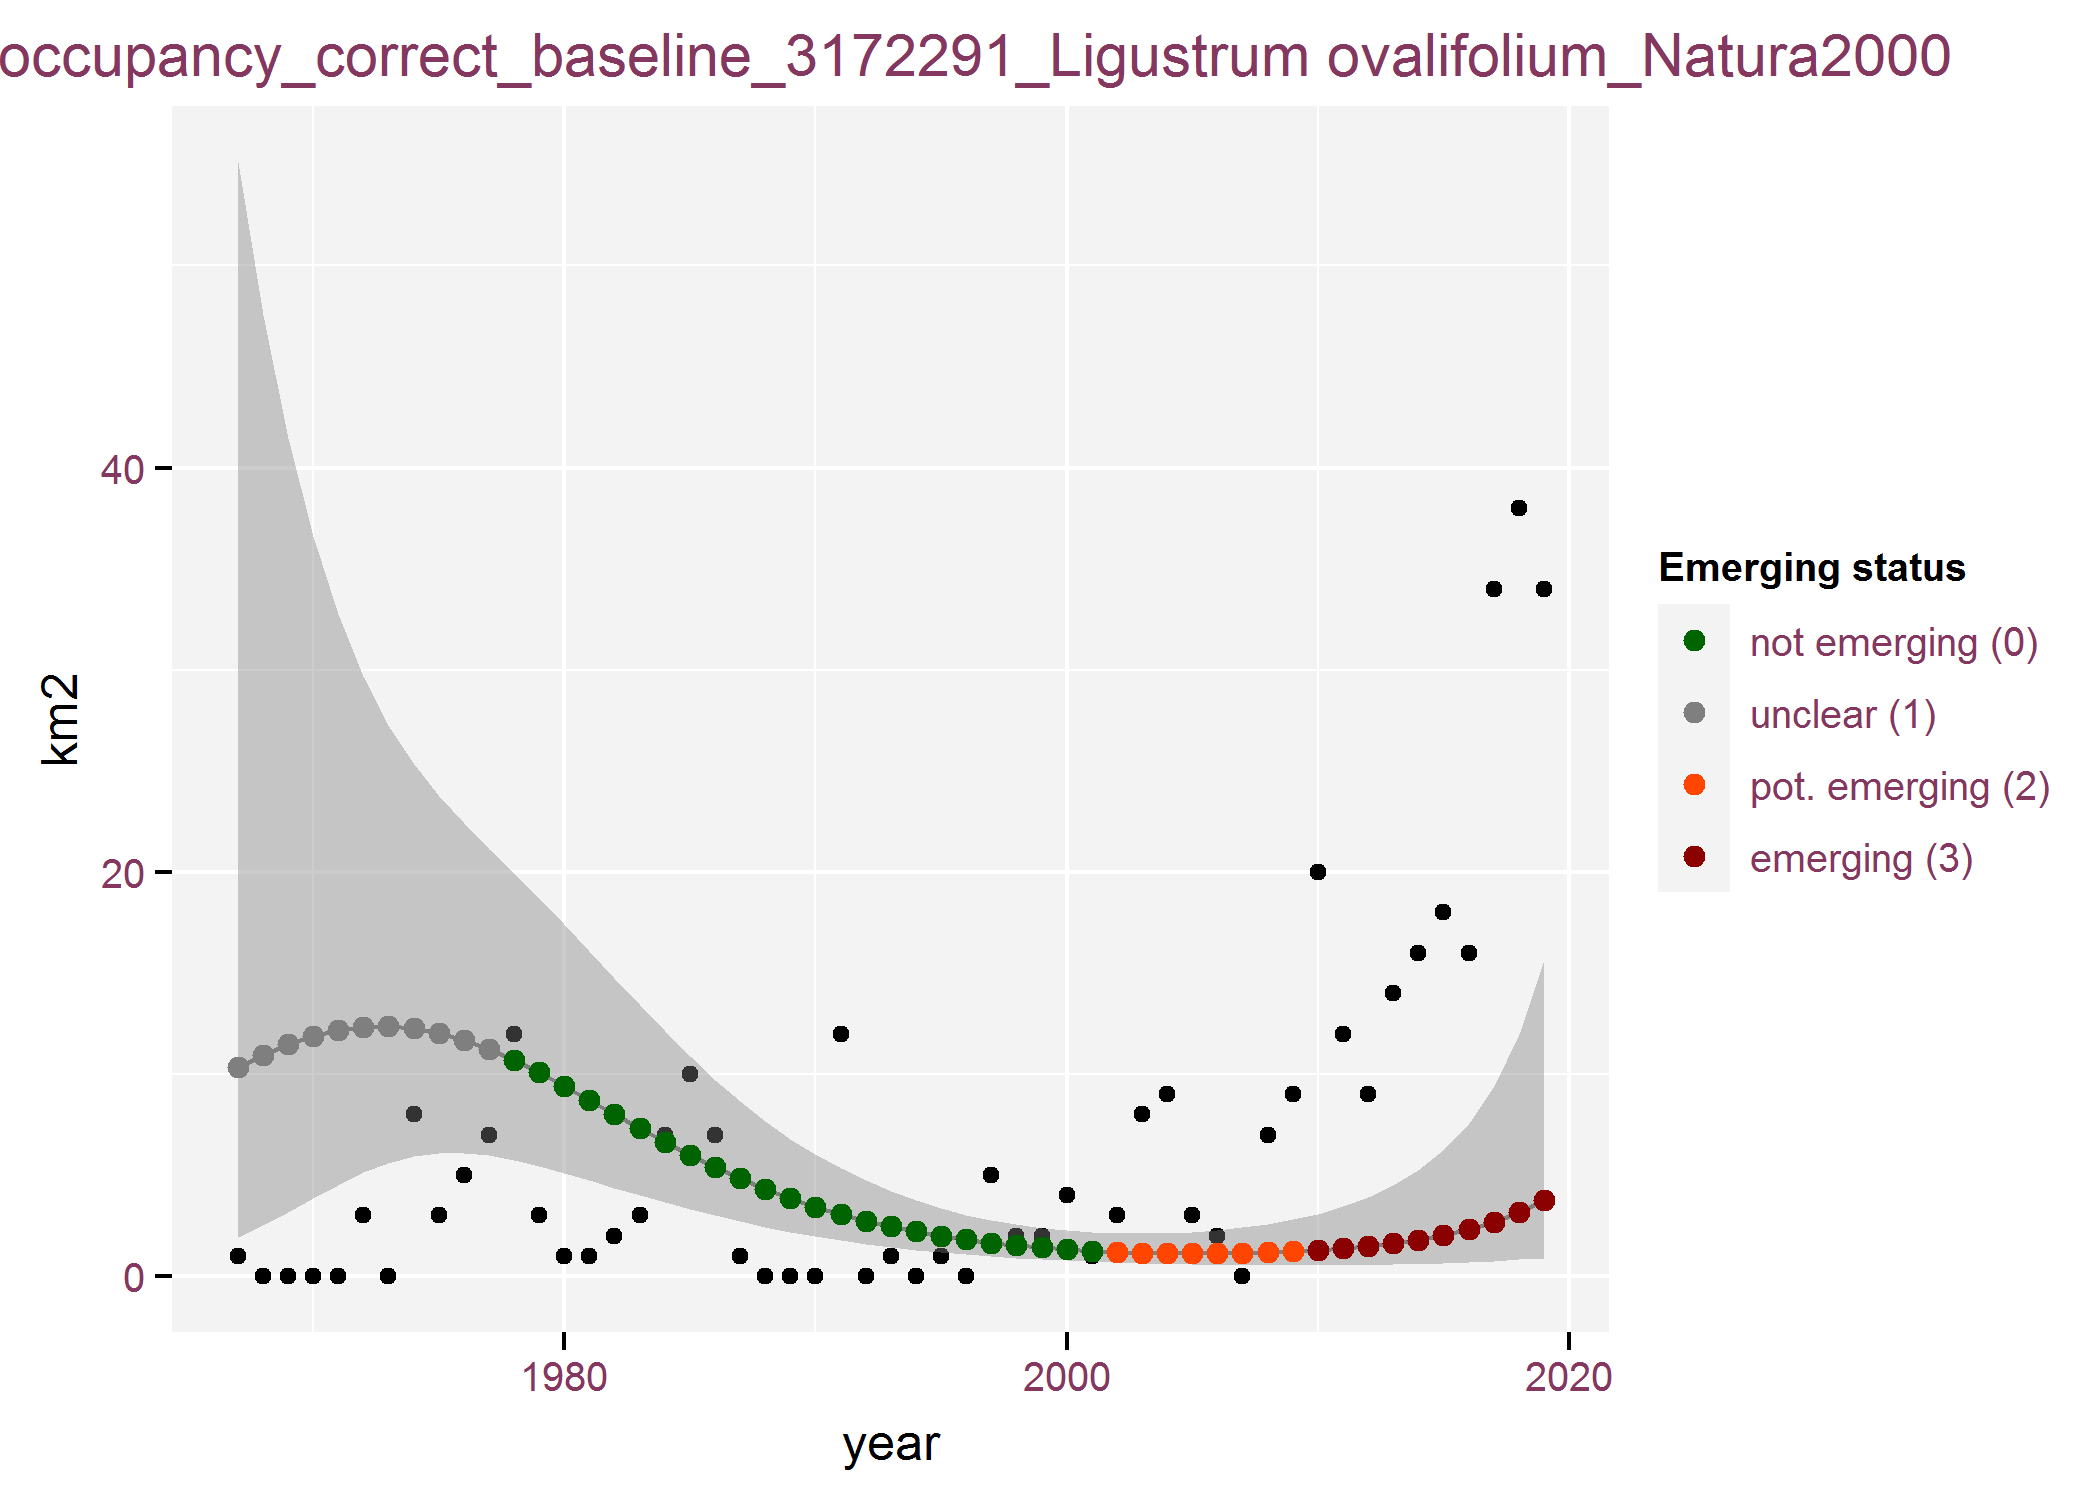 occupancy_correct_baseline_3172291_Ligustrum ovalifolium_Natura2000
km2
40
20
0
1980
2000
2020
year
Emerging status
not emerging (0)
unclear (1)
pot. emerging (2)
emerging (3)